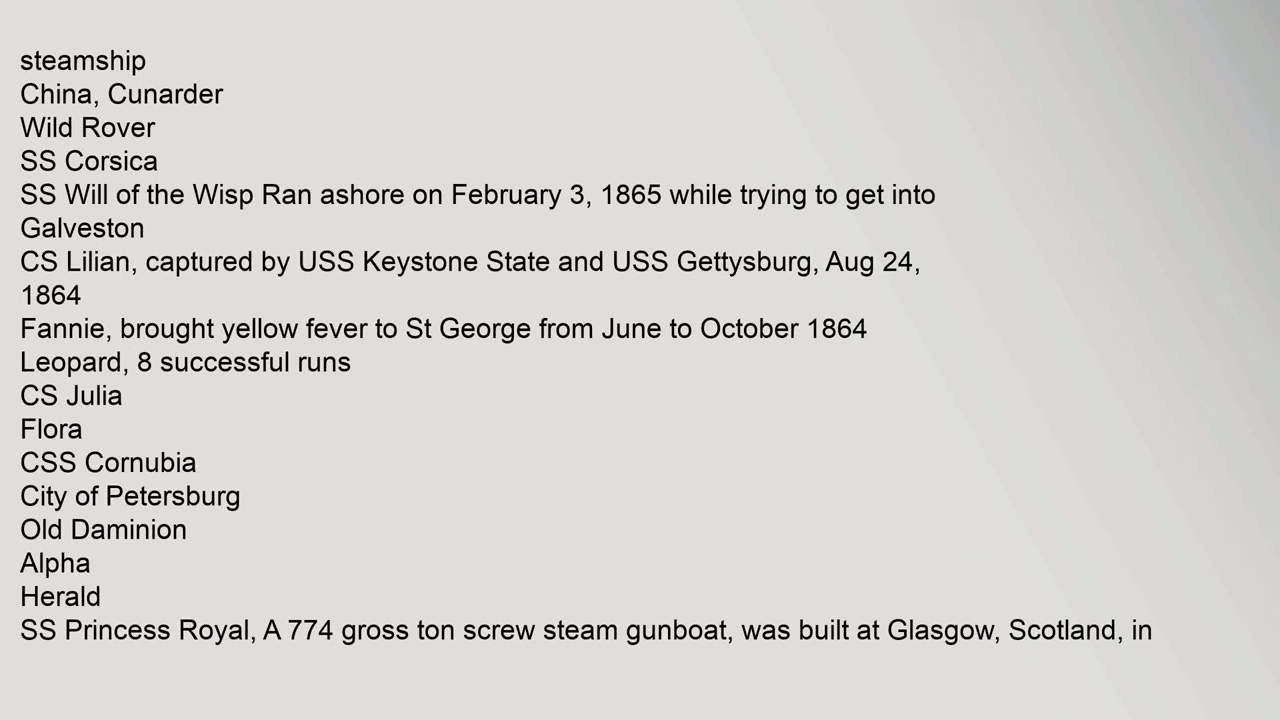 steamship
China, Cunarder
Wild Rover
SS Corsica
SS Will of the Wisp Ran ashore on February 3, 1865 while trying to get into
Galveston
CS Lilian, captured by USS Keystone State and USS Gettysburg, Aug 24,
1864
Fannie, brought yellow fever to St George from June to October 1864
Leopard, 8 successful runs
CS Julia
Flora
CSS Cornubia
City of Petersburg
Old Daminion
Alpha
Herald
SS Princess Royal, A 774 gross ton screw steam gunboat, was built at Glasgow, Scotland, in